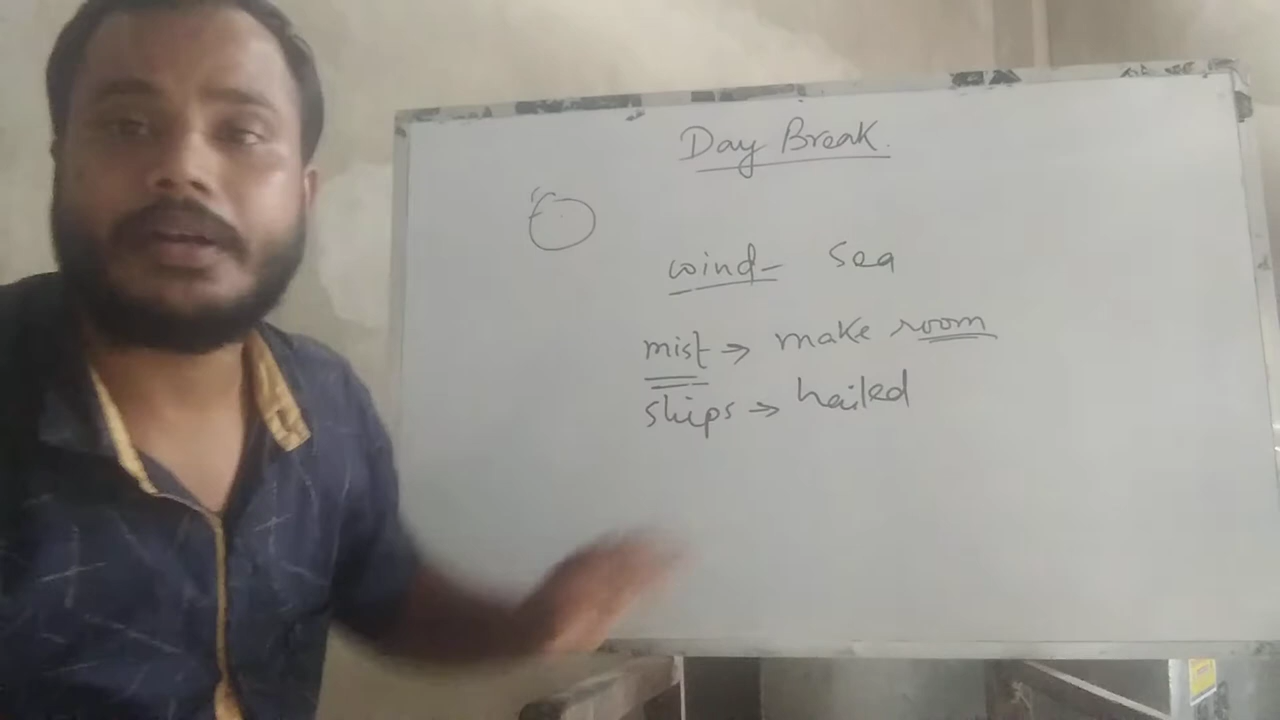 Day Break.
wind - sea
mist → make room
ships → hailed